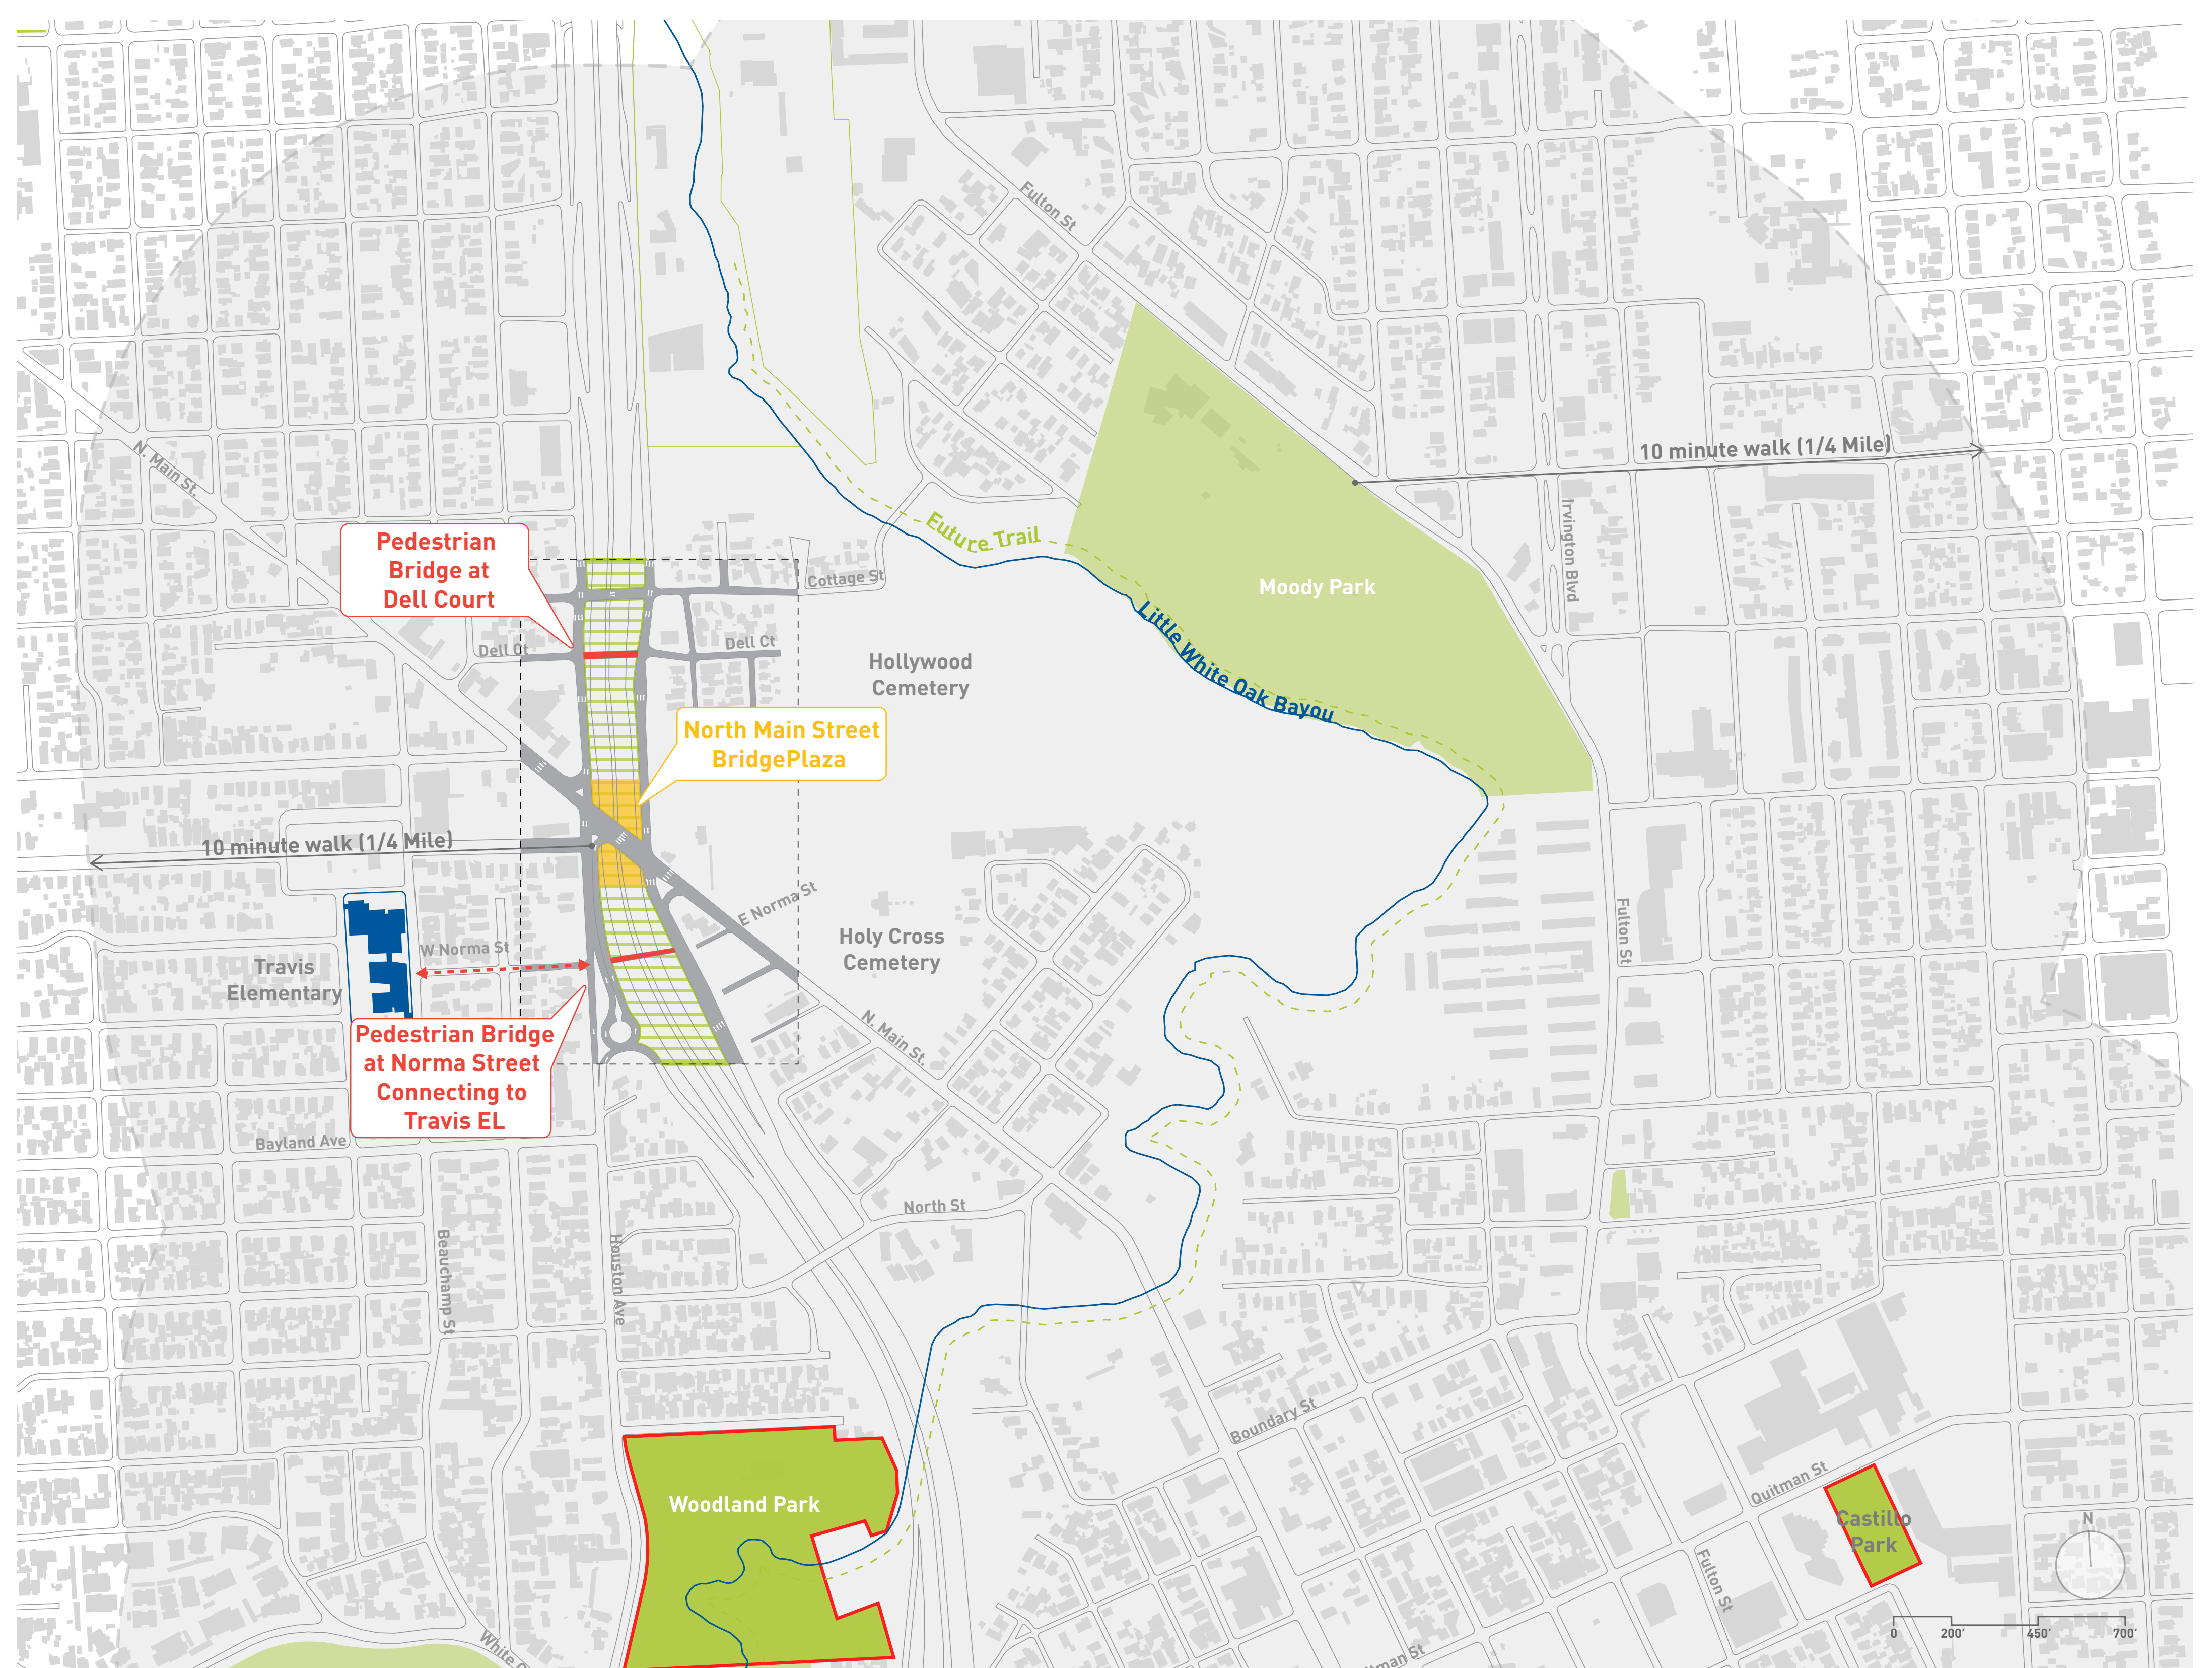 Fulton St
10 minute walk (1/4 Mile)
N. Main St.
Irvington Blvd
Pedestrian
Bridge at
Dell Court
Future Trail
Cottage St
Moody Park
Little White Oak Bayou
Dell Ct
Dell Ct
Hollywood
Cemetery
North Main Street
BridgePlaza
10 minute walk (1/4 Mile)
E Norma St
Fulton St
W Norma St
Holy Cross
Cemetery
Travis
Elementary
N. Main St.
Pedestrian Bridge
at Norma Street
Connecting to
Travis EL
Bayland Ave
North St
Beauchamp St
Houston Ave
Boundary St
Quitman St
Woodland Park
Castillo
Park
N
Fulton St
White O
tman St
0 200' 450' 700'